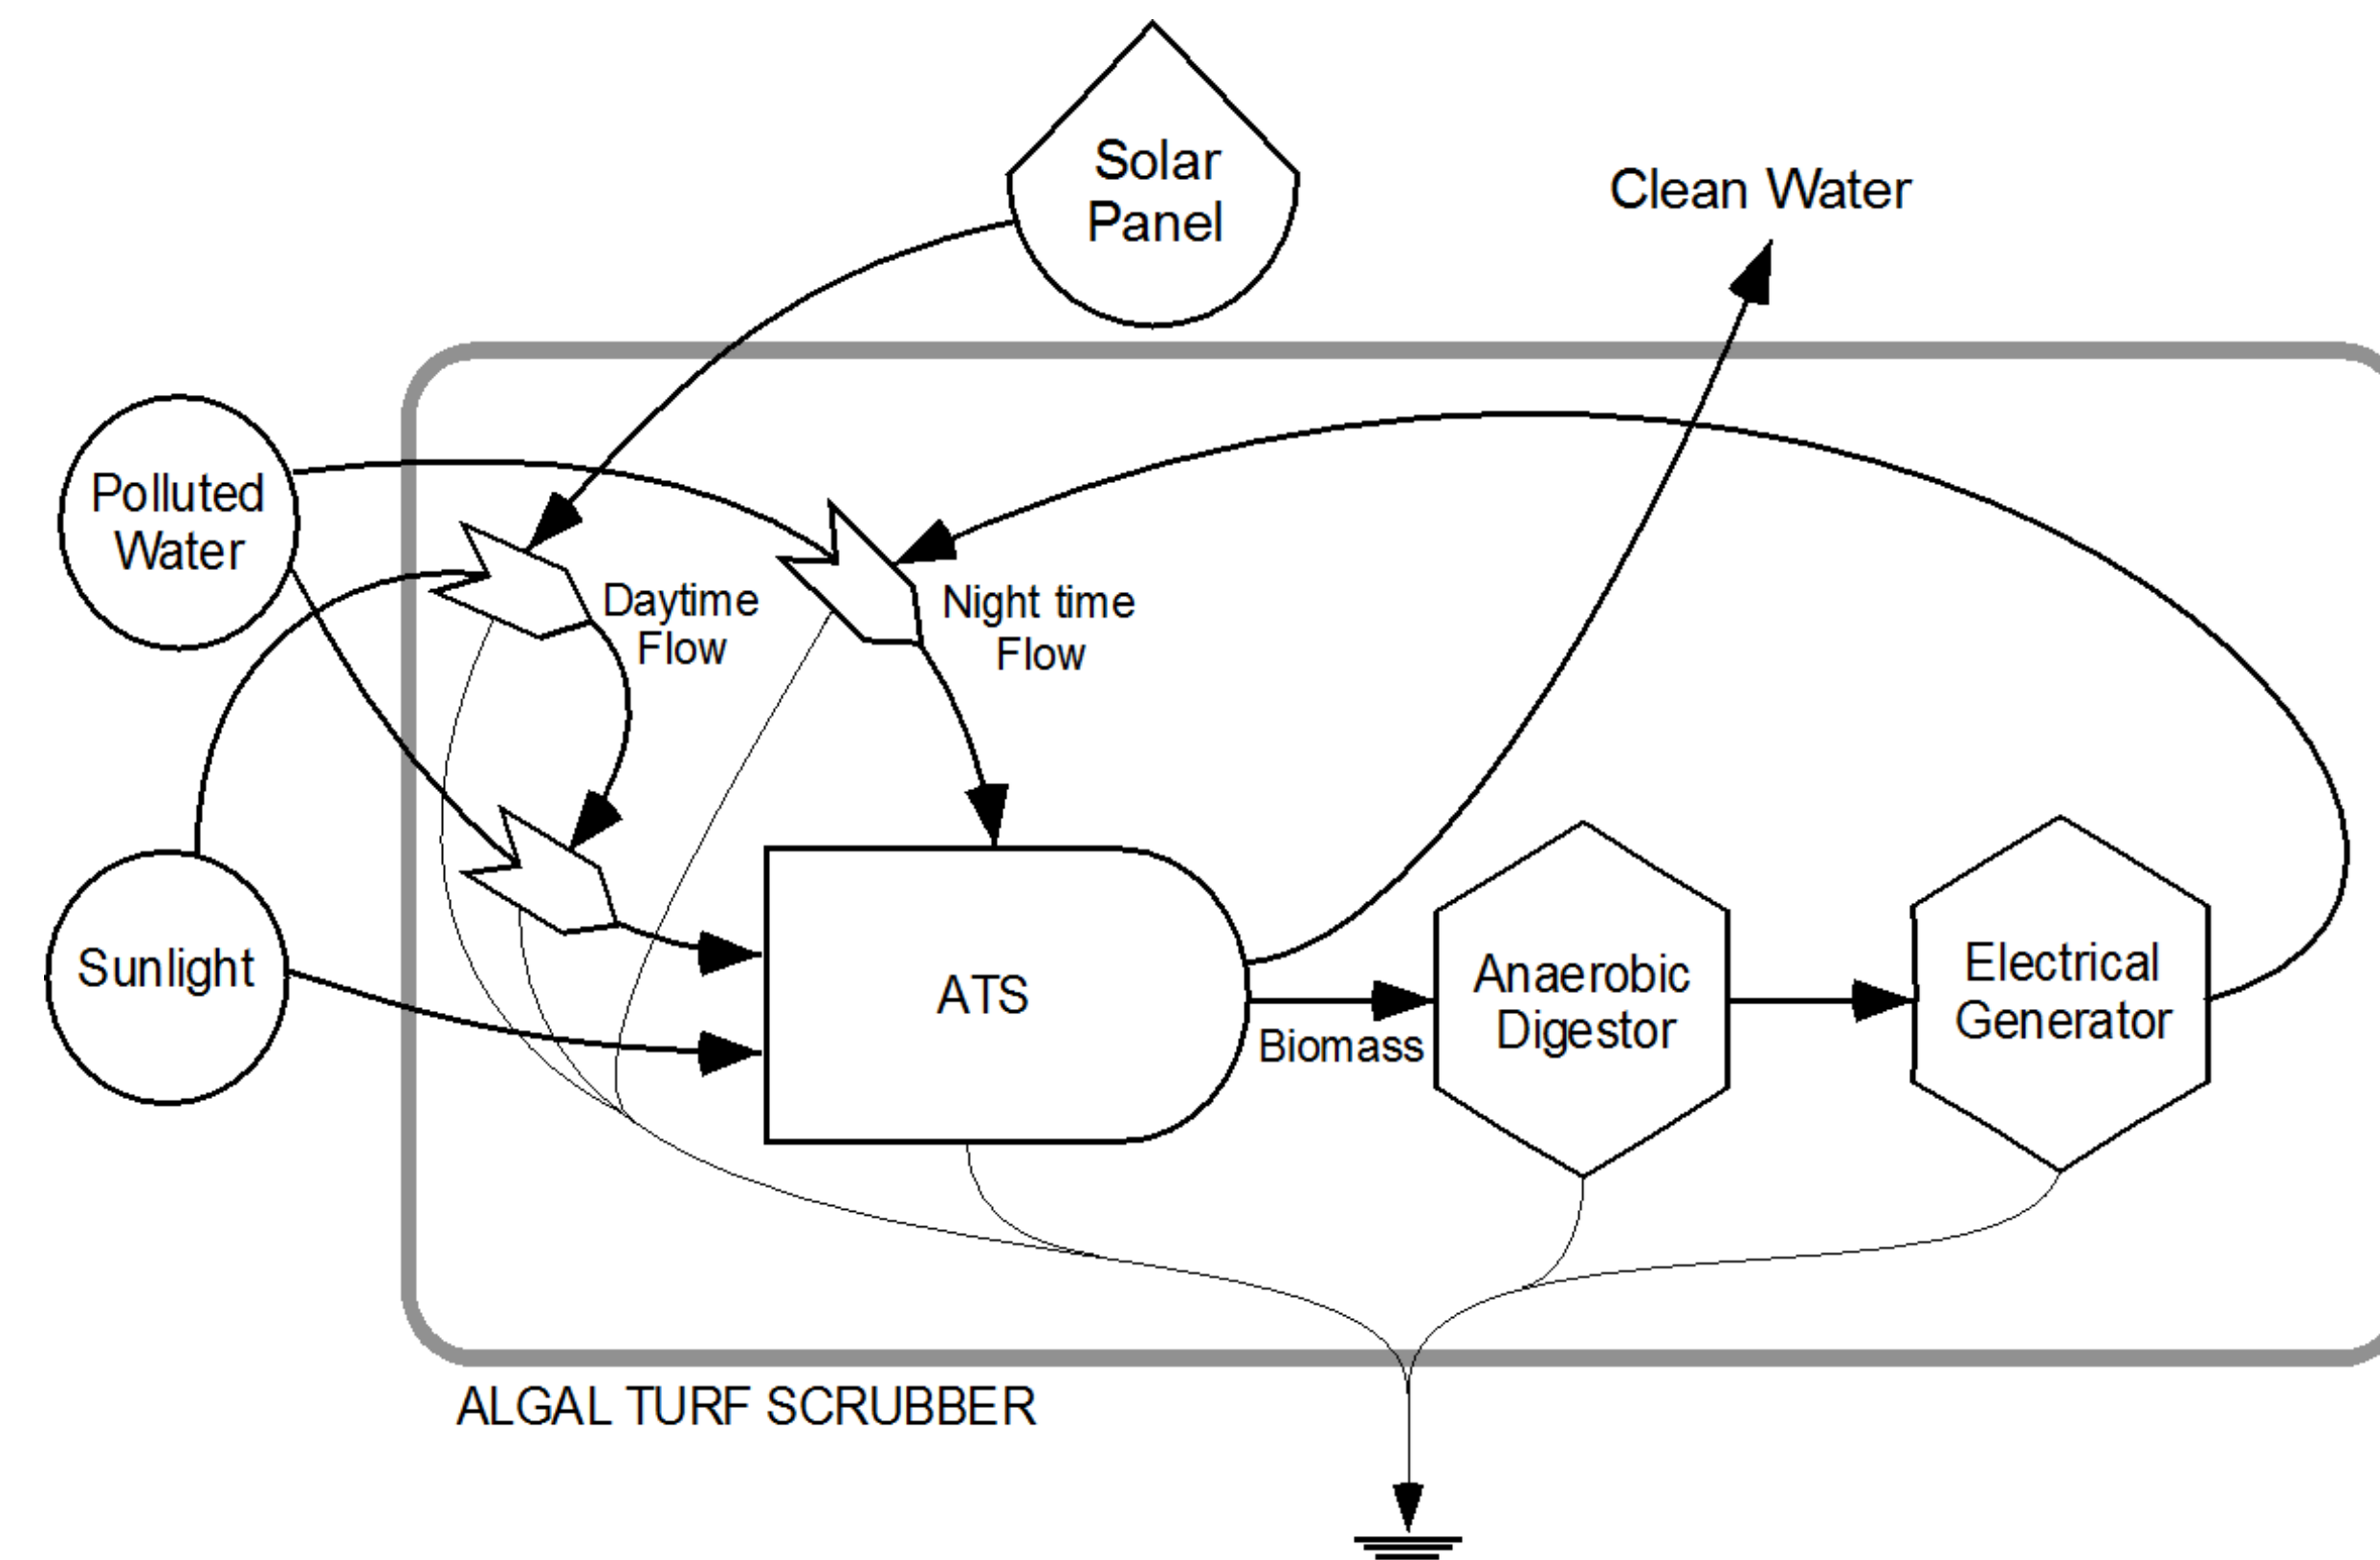 Solar
Panel
Clean Water
Polluted
Water
Daytime
Flow
Night time
Flow
Sunlight
ATS
Biomass
Anaerobic
Digestor
Electrical
Generator
ALGAL TURF SCRUBBER